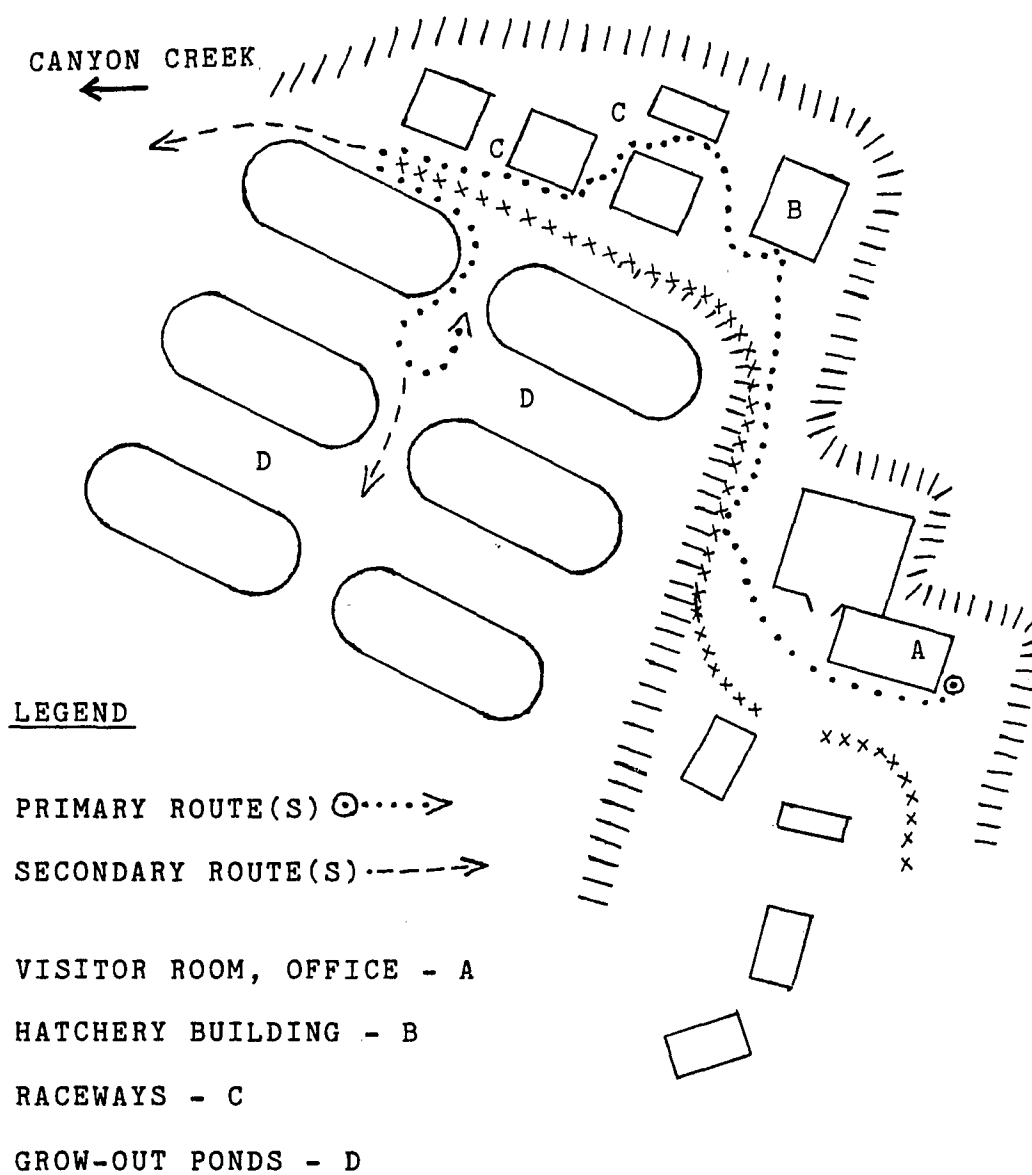 CANYON CREEK
C
C
B
D
D
A
LEGEND
PRIMARY ROUTE(S)
SECONDARY ROUTE(S)
VISITOR ROOM, OFFICE - A
HATCHERY BUILDING - B
RACEWAYS - C
GROW-OUT PONDS - D